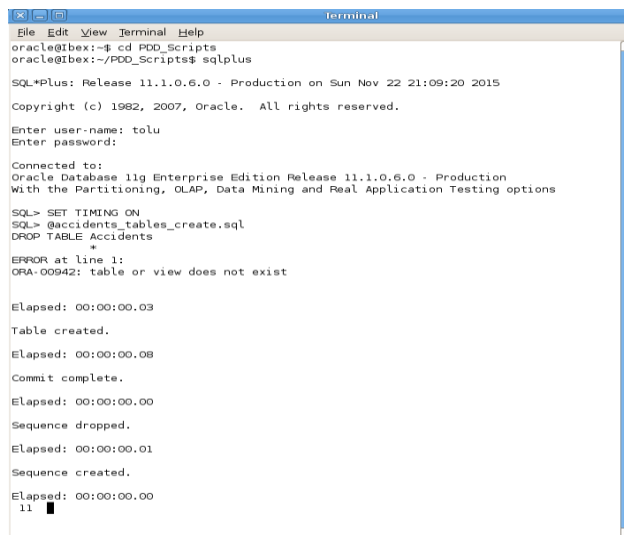 Terminal
File Edit View Terminal Help
oracle@Ibex:~$ cd PDD_Scripts
oracle@Ibex:~/PDD_Scripts$ sqlplus
SQL*Plus: Release 11.1.0.6.0 - Production on Sun Nov 22 21:09:20 2015
Copyright (c) 1982, 2007, Oracle.  All rights reserved.
Enter user-name: tolu
Enter password:
Connected to:
Oracle Database 11g Enterprise Edition Release 11.1.0.6.0 - Production
With the Partitioning, OLAP, Data Mining and Real Application Testing options
SQL> SET TIMING ON
SQL> @accidents_tables_create.sql
DROP TABLE Accidents
*
ERROR at line 1:
ORA-00942: table or view does not exist
Elapsed: 00:00:00.03
Table created.
Elapsed: 00:00:00.08
Commit complete.
Elapsed: 00:00:00.00
Sequence dropped.
Elapsed: 00:00:00.01
Sequence created.
Elapsed: 00:00:00.00
11